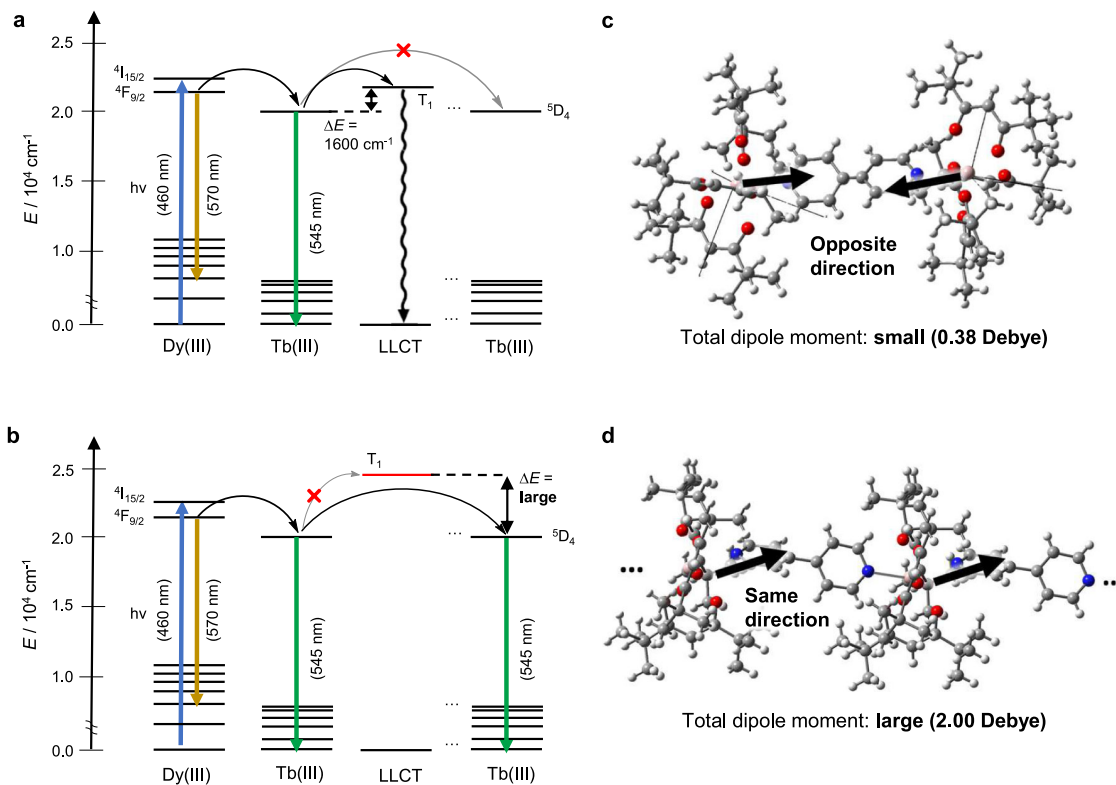 a
E / 10⁴ cm⁻¹
2.5
2.0
1.5
1.0
0.0
⁴I₁₅/₂
⁴F₉/₂
hν
(460 nm)
(570 nm)
(545 nm)
ΔE =
1600 cm⁻¹
T₁
...
⁵D₄
...
...
Dy(III)
Tb(III)
LLCT
Tb(III)
c
Opposite
direction
Total dipole moment: small (0.38 Debye)
b
E / 10⁴ cm⁻¹
2.5
2.0
1.5
1.0
0.0
⁴I₁₅/₂
⁴F₉/₂
hν
(460 nm)
(570 nm)
(545 nm)
T₁
ΔE =
large
...
⁵D₄
(545 nm)
...
...
Dy(III)
Tb(III)
LLCT
Tb(III)
d
...
...
Same
direction
Total dipole moment: large (2.00 Debye)